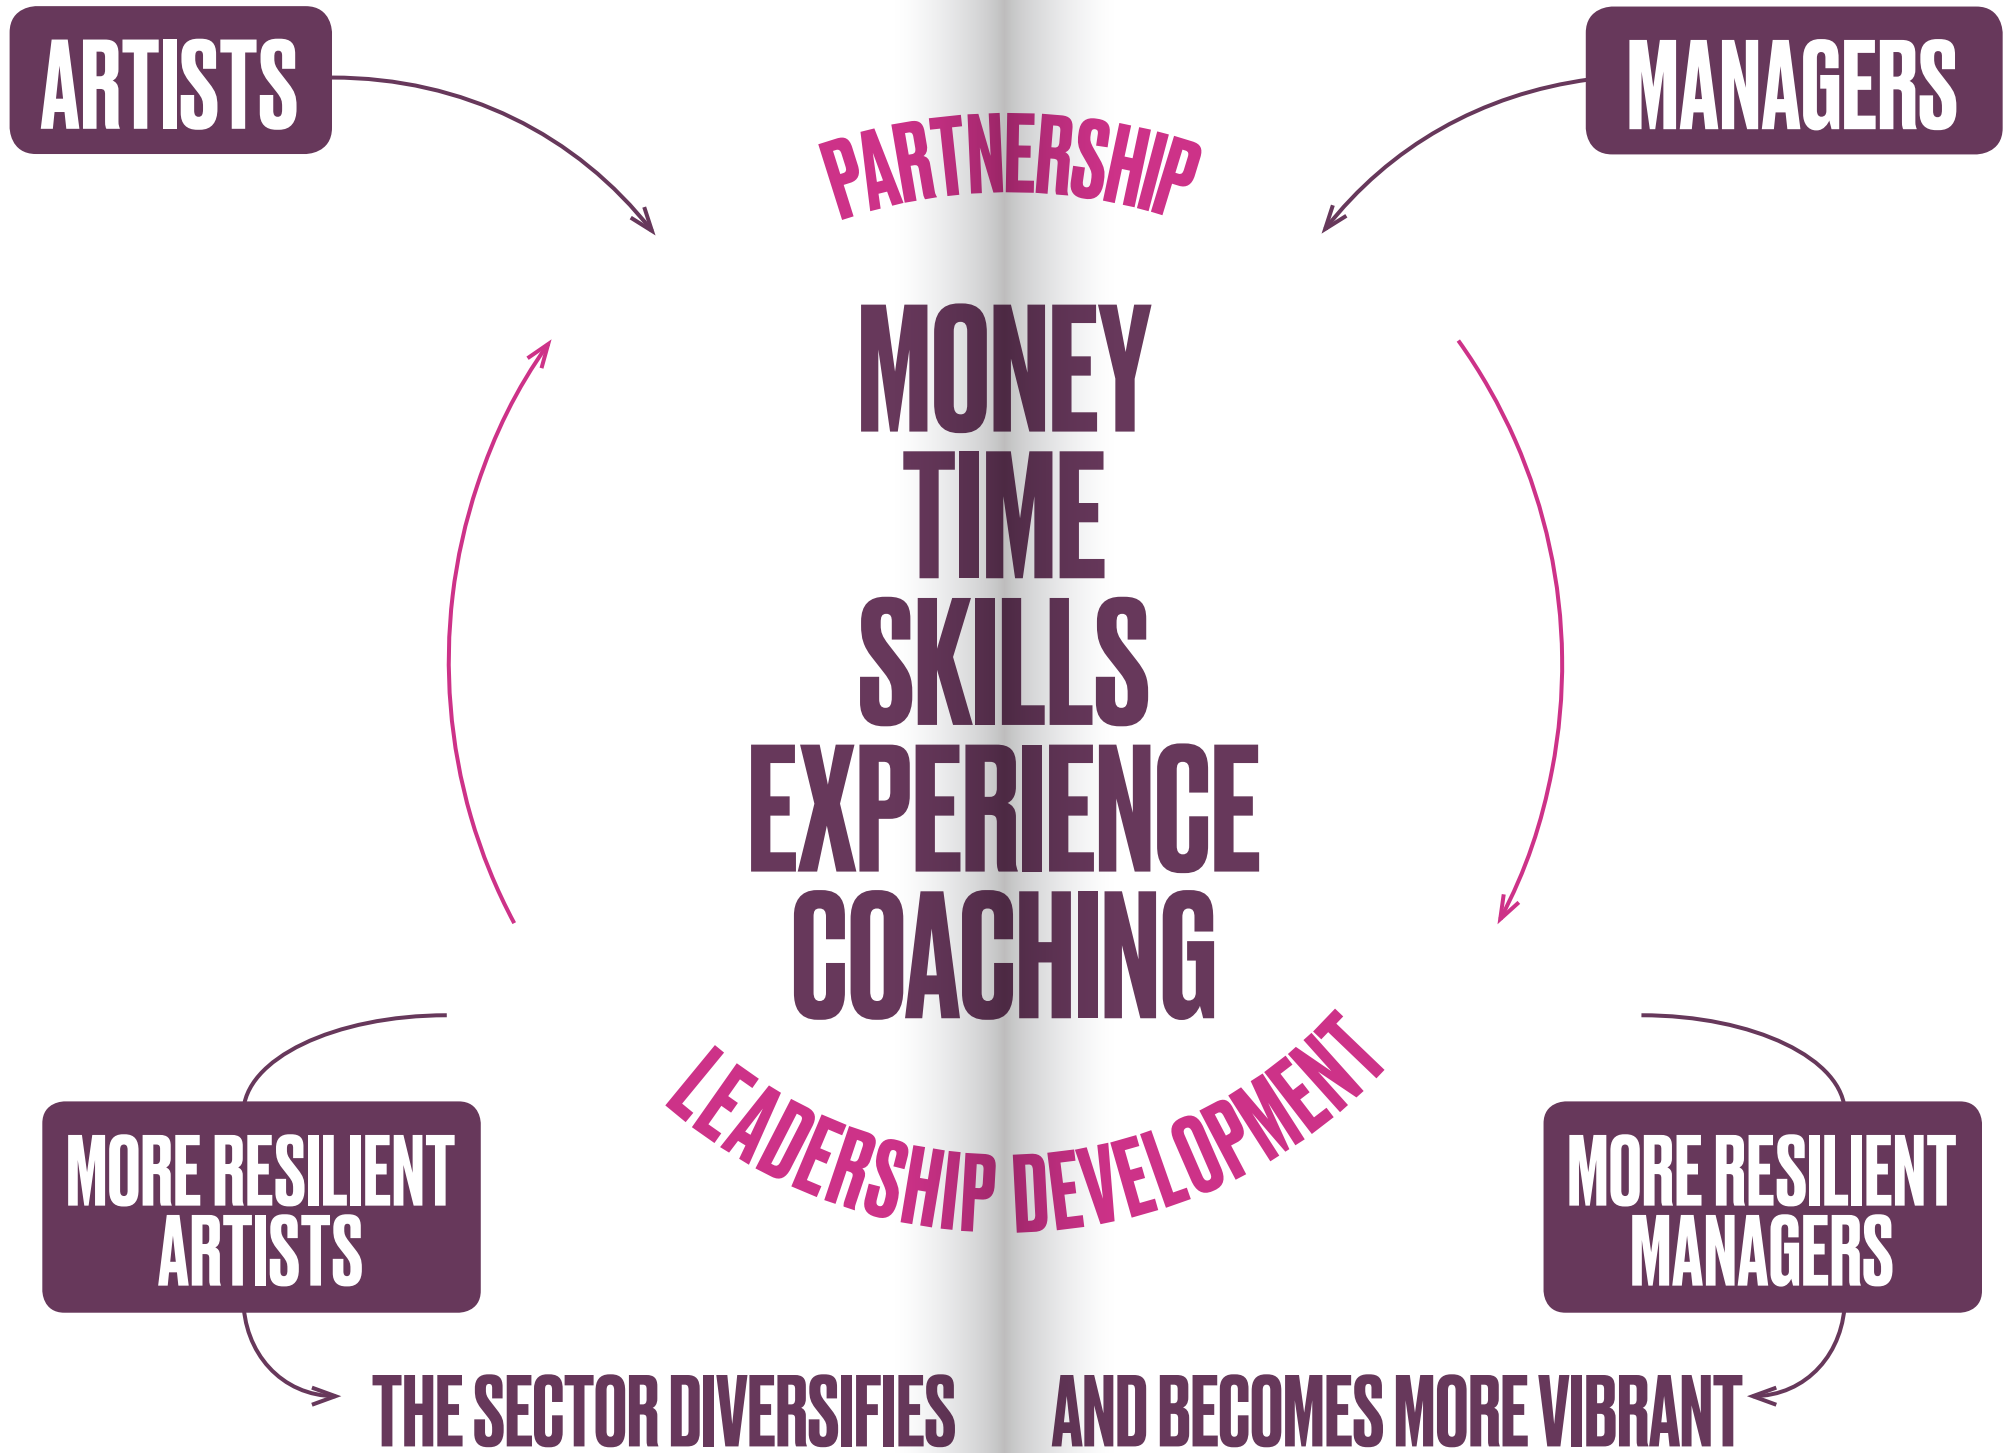 ARTISTS
MANAGERS
PARTNERSHIP
MONEY
TIME
SKILLS
EXPERIENCE
COACHING
LEADERSHIP DEVELOPMENT
MORE RESILIENT
ARTISTS
MORE RESILIENT
MANAGERS
THE SECTOR DIVERSIFIES AND BECOMES MORE VIBRANT